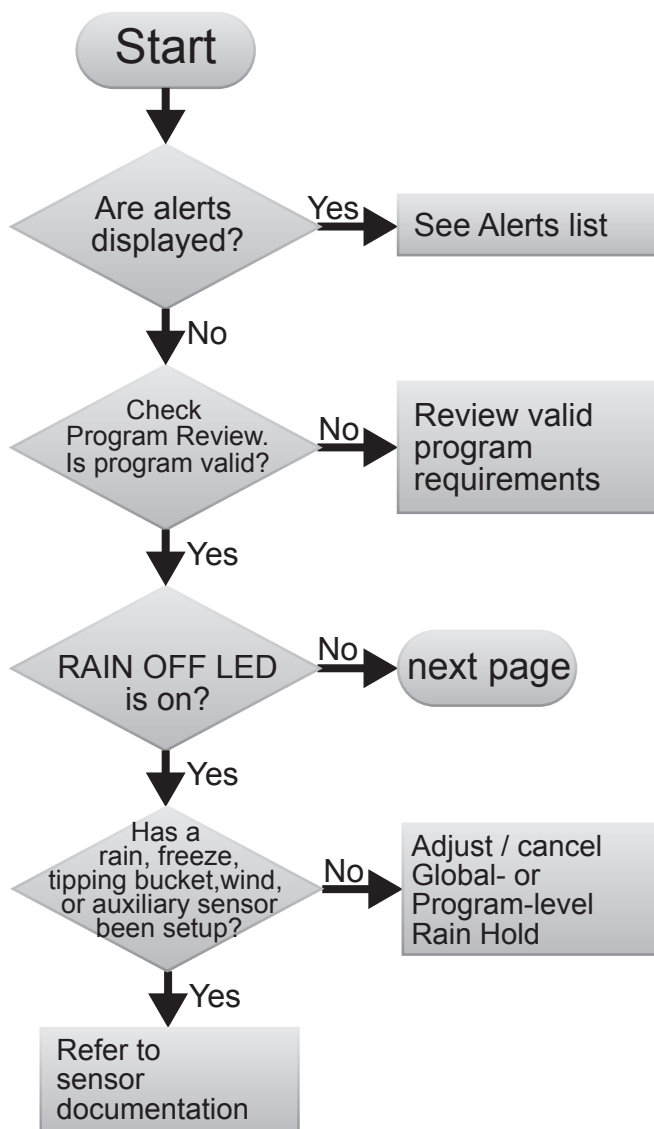 Start
Are alerts
displayed?
Yes
See Alerts list
No
Check
Program Review.
Is program valid?
No
Review valid
program
requirements
Yes
RAIN OFF LED
is on?
No
next page
Yes
Has a
rain, freeze,
tipping bucket,wind,
or auxiliary sensor
been setup?
No
Adjust / cancel
Global- or
Program-level
Rain Hold
Yes
Refer to
sensor
documentation